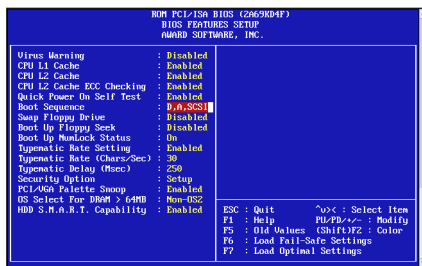 ROM PCI/ISA BIOS (2A69KD4F)
BIOS FEATURES SETUP
AWARD SOFTWARE, INC.
Virus Warning : Disabled
CPU L1 Cache : Enabled
CPU L2 Cache : Enabled
CPU L2 Cache ECC Checking : Enabled
Quick Power On Self Test : Enabled
Boot Sequence : D,A,SCSI
Swap Floppy Drive : Disabled
Boot Up Floppy Seek : Disabled
Boot Up NumLock Status : On
Typematic Rate Setting : Enabled
Typematic Rate (Chars/Sec) : 30
Typematic Delay (Msec) : 250
Security Option : Setup
PCI/VGA Palette Snoop : Enabled
OS Select For DRAM > 64MB : Non-OS2
HDD S.M.A.R.T. Capability : Enabled
ESC : Quit ^v>< : Select Item
F1 : Help PU/PD/+/- : Modify
F5 : Old Values (Shift)F2 : Color
F6 : Load Fail-Safe Settings
F7 : Load Optimal Settings